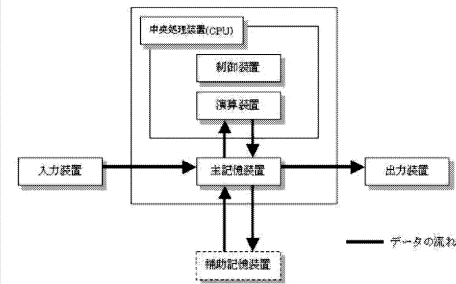 中央処理装置(CPU)
制御装置
演算装置
入力装置
主記憶装置
出力装置
データの流れ
補助記憶装置